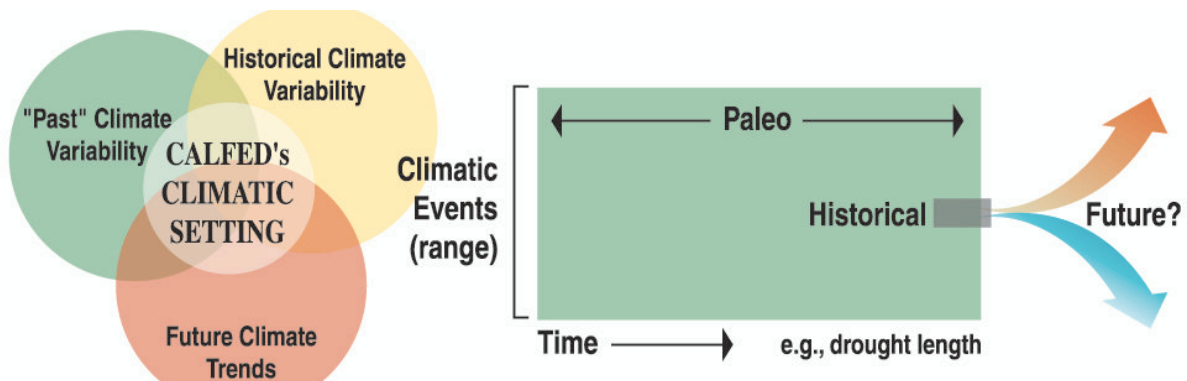 Historical Climate
Variability
"Past" Climate
Variability
CALFED's
CLIMATIC
SETTING
Future Climate
Trends
Climatic
Events
(range)
Paleo
Historical
Future?
Time
e.g., drought length